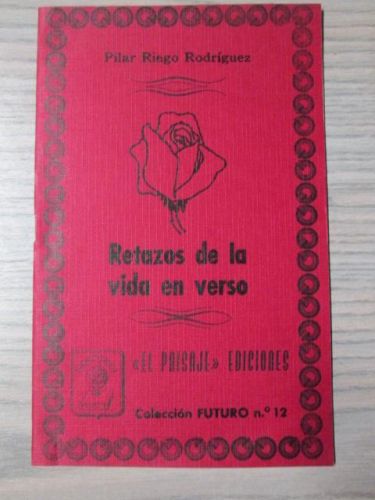 Pilar Riego Rodríguez
Retazos de la
vida en verso
«EL PAISAJE» EDICIONES
Colección FUTURO n.º 12